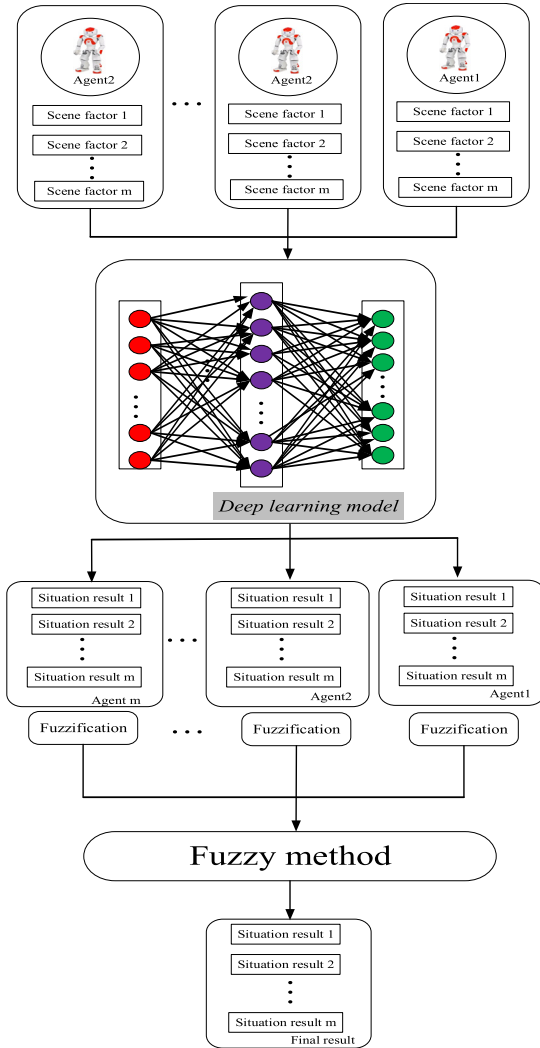 Agent2
Scene factor 1
Scene factor 2
Scene factor m
Agent2
Scene factor 1
Scene factor 2
Scene factor m
Agent1
Scene factor 1
Scene factor 2
Scene factor m
Deep learning model
Situation result 1
Situation result 2
Situation result m
Agent m
Situation result 1
Situation result 2
Situation result m
Agent2
Situation result 1
Situation result 2
Situation result m
Agent1
Fuzzification
Fuzzification
Fuzzification
Fuzzy method
Situation result 1
Situation result 2
Situation result m
Final result